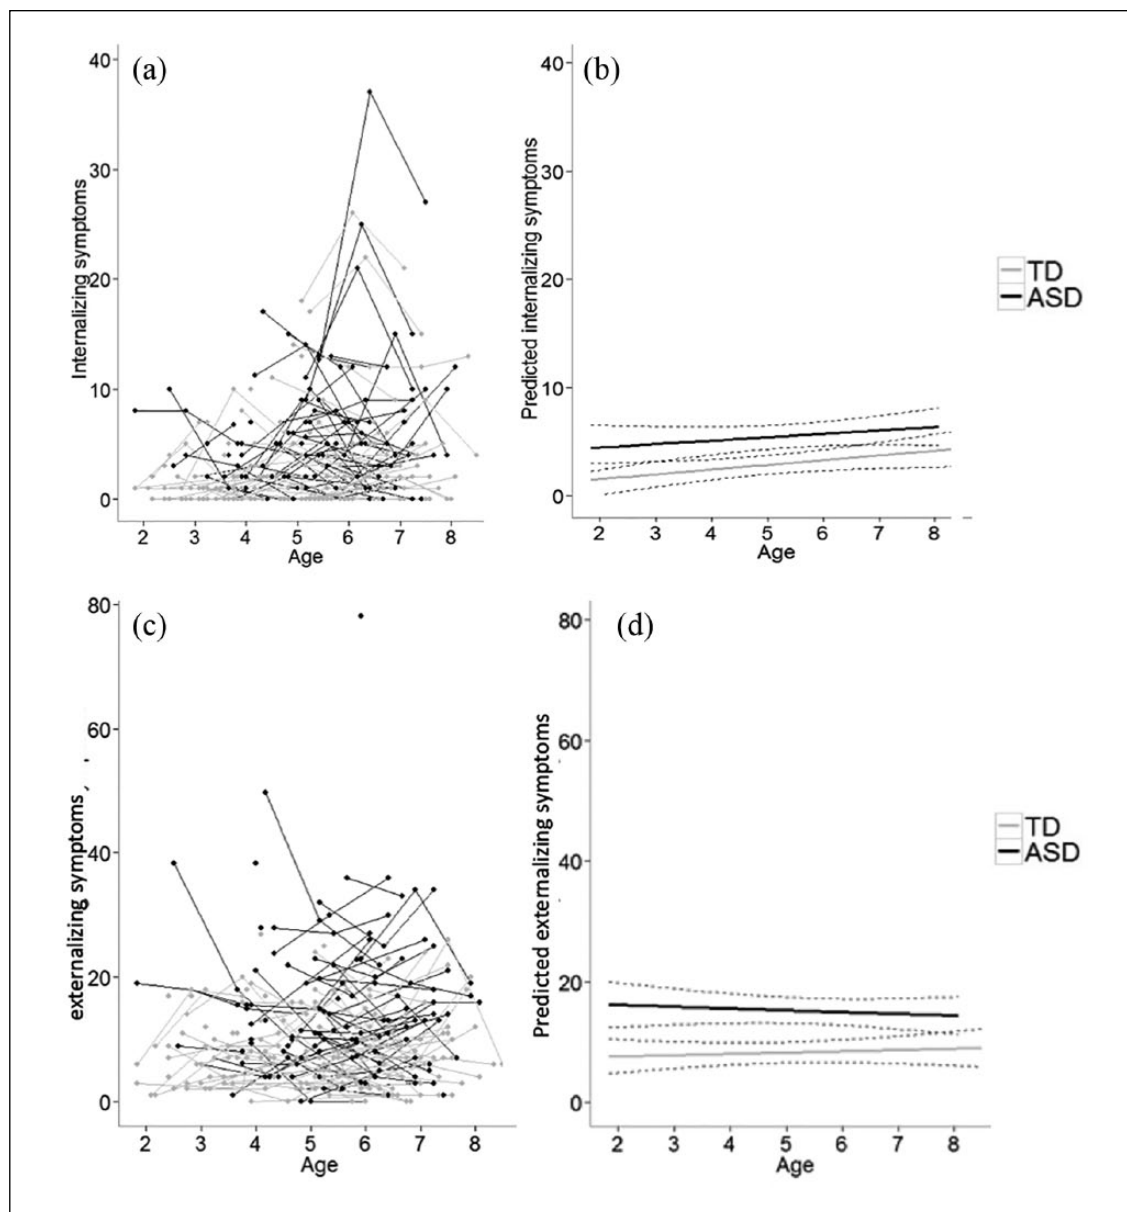 (a)
Internalizing symptoms
40
30
20
10
0
2 3 4 5 6 7 8
Age
(b)
Predicted internalizing symptoms
40
30
20
10
0
2 3 4 5 6 7 8
Age
TD
ASD
(c)
externalizing symptoms
80
60
40
20
0
2 3 4 5 6 7 8
Age
(d)
Predicted externalizing symptoms
80
60
40
20
0
2 3 4 5 6 7 8
Age
TD
ASD